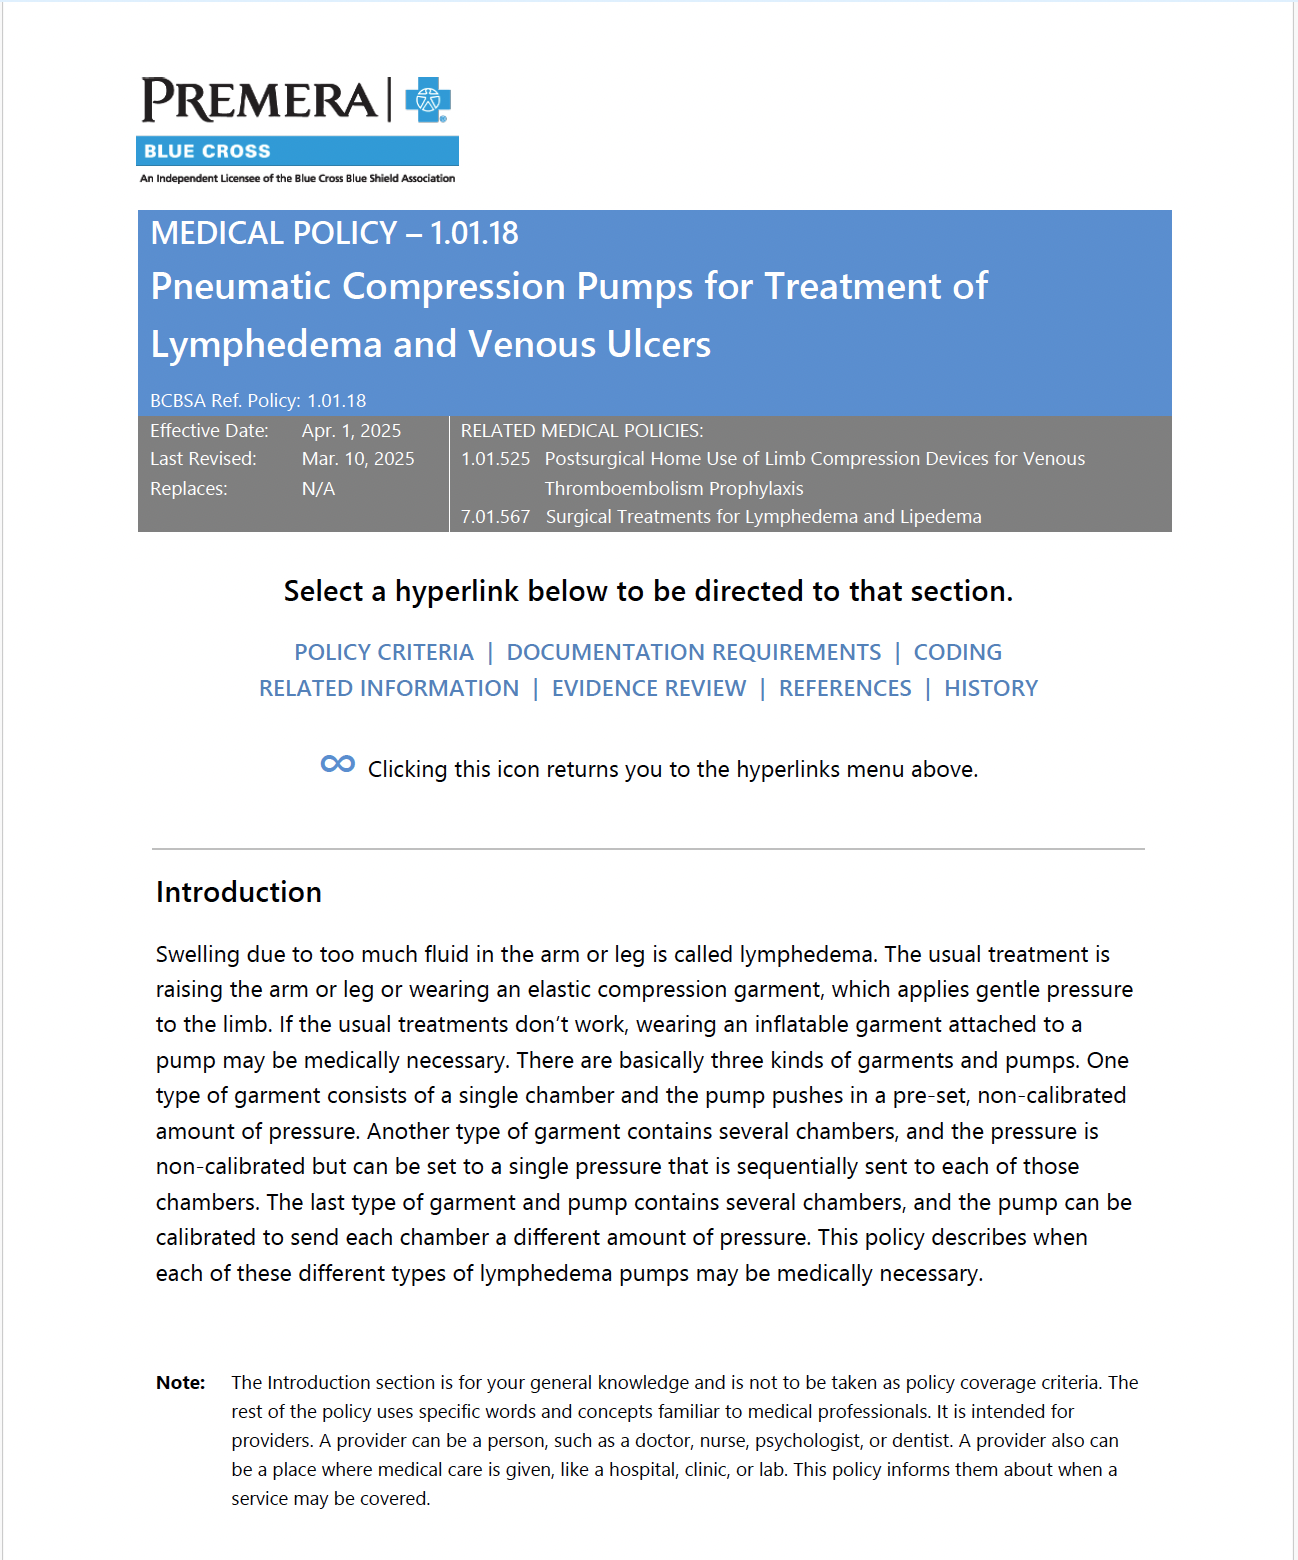 PREMERA
BLUE CROSS
An Independent Licensee of the Blue Cross Blue Shield Association
MEDICAL POLICY – 1.01.18
Pneumatic Compression Pumps for Treatment of
Lymphedema and Venous Ulcers
BCBSA Ref. Policy: 1.01.18
Effective Date: Apr. 1, 2025
Last Revised: Mar. 10, 2025
Replaces: N/A
RELATED MEDICAL POLICIES:
1.01.525 Postsurgical Home Use of Limb Compression Devices for Venous
Thromboembolism Prophylaxis
7.01.567 Surgical Treatments for Lymphedema and Lipedema
Select a hyperlink below to be directed to that section.
POLICY CRITERIA | DOCUMENTATION REQUIREMENTS | CODING
RELATED INFORMATION | EVIDENCE REVIEW | REFERENCES | HISTORY
∞ Clicking this icon returns you to the hyperlinks menu above.
Introduction
Swelling due to too much fluid in the arm or leg is called lymphedema. The usual treatment is
raising the arm or leg or wearing an elastic compression garment, which applies gentle pressure
to the limb. If the usual treatments don’t work, wearing an inflatable garment attached to a
pump may be medically necessary. There are basically three kinds of garments and pumps. One
type of garment consists of a single chamber and the pump pushes in a pre-set, non-calibrated
amount of pressure. Another type of garment contains several chambers, and the pressure is
non-calibrated but can be set to a single pressure that is sequentially sent to each of those
chambers. The last type of garment and pump contains several chambers, and the pump can be
calibrated to send each chamber a different amount of pressure. This policy describes when
each of these different types of lymphedema pumps may be medically necessary.
Note: The Introduction section is for your general knowledge and is not to be taken as policy coverage criteria. The
rest of the policy uses specific words and concepts familiar to medical professionals. It is intended for
providers. A provider can be a person, such as a doctor, nurse, psychologist, or dentist. A provider also can
be a place where medical care is given, like a hospital, clinic, or lab. This policy informs them about when a
service may be covered.